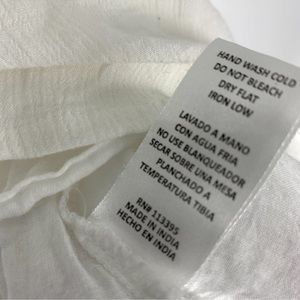 HAND WASH COLD
DO NOT BLEACH
DRY FLAT
IRON LOW
LAVADO A MANO
CON AGUA FRIA
NO USE BLANQUEADOR
SECAR SOBRE UNA MESA
PLANCHADO A
TEMPERATURA TIBIA
RN# 113395
MADE IN INDIA
HECHO EN INDIA